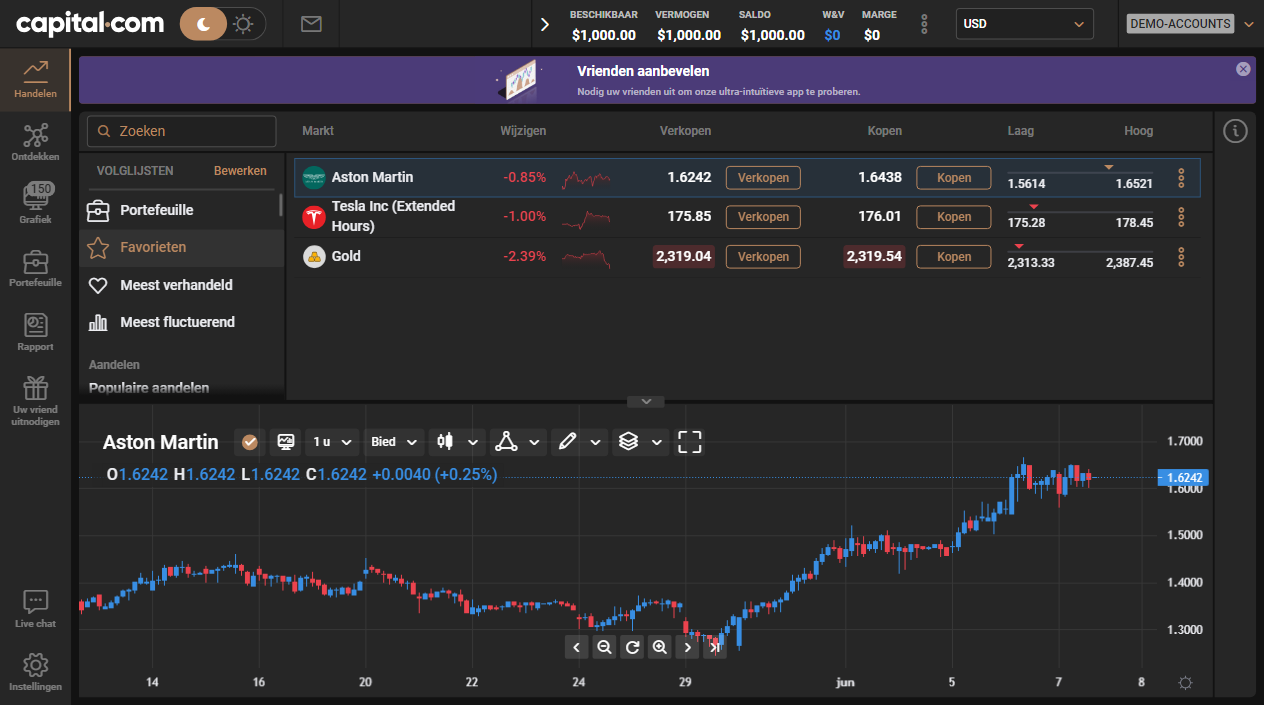 capital.com
BESCHIKBAAR VERMOGEN SALDO W&V MARGE
$1,000.00 $1,000.00 $1,000.00 $0 $0
USD
DEMO-ACCOUNTS
Handelen
Ontdekken
150
Grafiek
Portefeuille
Rapport
Uw vriend
uitnodigen
Live chat
Instellingen
Vrienden aanbevelen
Nodig uw vrienden uit om onze ultra-intuïtieve app te proberen.
Zoeken
VOLGLIJSTEN Bewerken
Portefeuille
Favorieten
Meest verhandeld
Meest fluctuerend
Aandelen
Populaire aandelen
Markt Wijzigen Verkopen Kopen Laag Hoog
Aston Martin -0.85% 1.6242 Verkopen 1.6438 Kopen 1.5614 1.6521
Tesla Inc (Extended
Hours) -1.00% 175.85 Verkopen 176.01 Kopen 175.28 178.45
Gold -2.39% 2,319.04 Verkopen 2,319.54 Kopen 2,313.33 2,387.45
Aston Martin 1 u Bied
O1.6242 H1.6242 L1.6242 C1.6242 +0.0040 (+0.25%)
1.7000
1.6242
1.6000
1.5000
1.4000
1.3000
14 16 20 22 24 29 jun 5 7 8